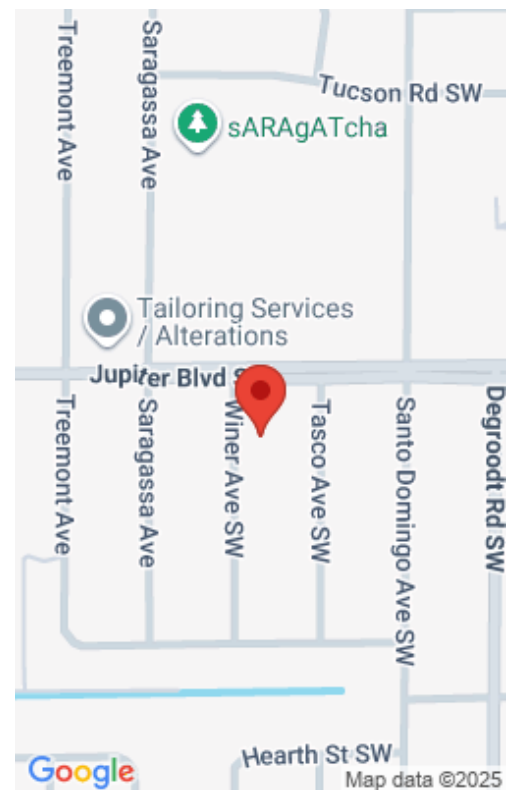 Treemont Ave
Saragassa Ave
Tucson Rd SW
sARAgATcha
Tailoring Services
/ Alterations
Jupiter Blvd S
Treemont Ave
Saragassa Ave
Winer Ave SW
Tasco Ave SW
Santo Domingo Ave SW
Degroodt Rd SW
Hearth St SW
Google
Map data ©2025